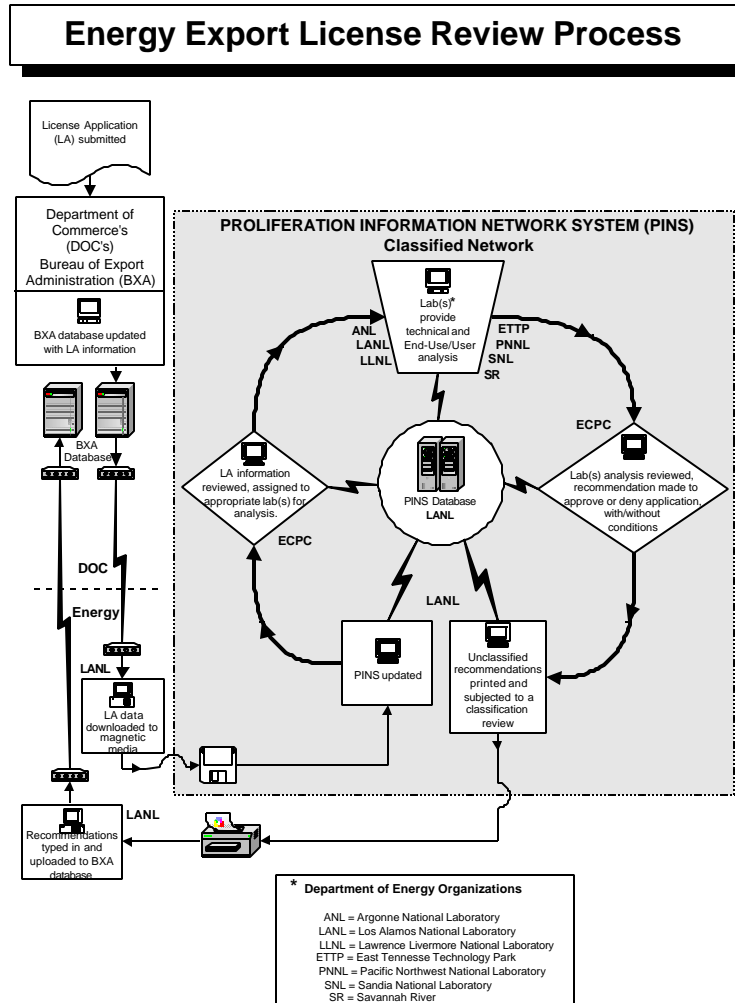 Energy Export License Review Process
License Application
(LA) submitted
Department of
Commerce's
(DOC's)
Bureau of Export
Administration (BXA)
BXA database updated
with LA information
BXA
Database
DOC
Energy
LANL
LA data
downloaded to
magnetic
media
LANL
Recommendations
typed in and
uploaded to BXA
database
PROLIFERATION INFORMATION NETWORK SYSTEM (PINS)
Classified Network
Lab(s)*
provide
technical and
End-Use/User
analysis
ANL
LANL
LLNL
ETTP
PNNL
SNL
SR
ECPC
LA information
reviewed, assigned to
appropriate lab(s) for
analysis.
ECPC
Lab(s) analysis reviewed,
recommendation made to
approve or deny application,
with/without
conditions
PINS Database
LANL
LANL
PINS updated
Unclassified
recommendations
printed and
subjected to a
classification
review
* Department of Energy Organizations
ANL = Argonne National Laboratory
LANL = Los Alamos National Laboratory
LLNL = Lawrence Livermore National Laboratory
ETTP = East Tennesse Technology Park
PNNL = Pacific Northwest National Laboratory
SNL = Sandia National Laboratory
SR = Savannah River